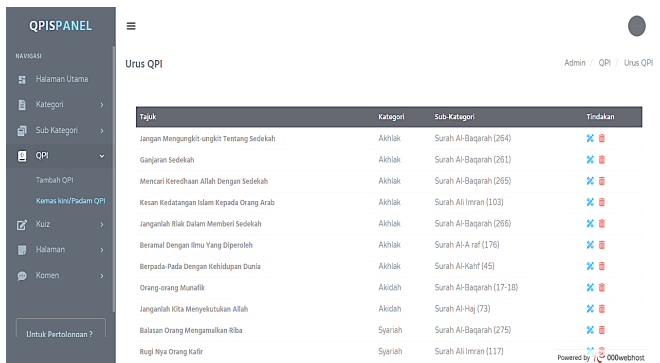 QPISPANEL
NAVIGASI
Halaman Utama
Kategori
Sub Kategori
QPI
Tambah QPI
Kemas kini/Padam QPI
Kuiz
Halaman
Komen
Untuk Pertolongan ?
Urus QPI
Admin / QPI / Urus QPI
Tajuk Kategori Sub-Kategori Tindakan
Jangan Mengungkit-ungkit Tentang Sedekah Akhlak Surah Al-Baqarah (264)
Ganjaran Sedekah Akhlak Surah Al-Baqarah (261)
Mencari Keredhaan Allah Dengan Sedekah Akhlak Surah Al-Baqarah (265)
Kesan Kedatangan Islam Kepada Orang Arab Akhlak Surah Ali Imran (103)
Janganlah Riak Dalam Memberi Sedekah Akhlak Surah Al-Baqarah (266)
Beramal Dengan Ilmu Yang Diperoleh Akhlak Surah Al-A raf (176)
Berpada-Pada Dengan Kehidupan Dunia Akhlak Surah Al-Kahf (45)
Orang-orang Munafik Akidah Surah Al-Baqarah (17-18)
Janganlah Kita Menyekutukan Allah Akidah Surah Al-Haj (73)
Balasan Orang Mengamalkan Riba Syariah Surah Al-Baqarah (275)
Rugi Nya Orang Kafir Syariah Surah Ali Imran (117)
Powered by 000webhost